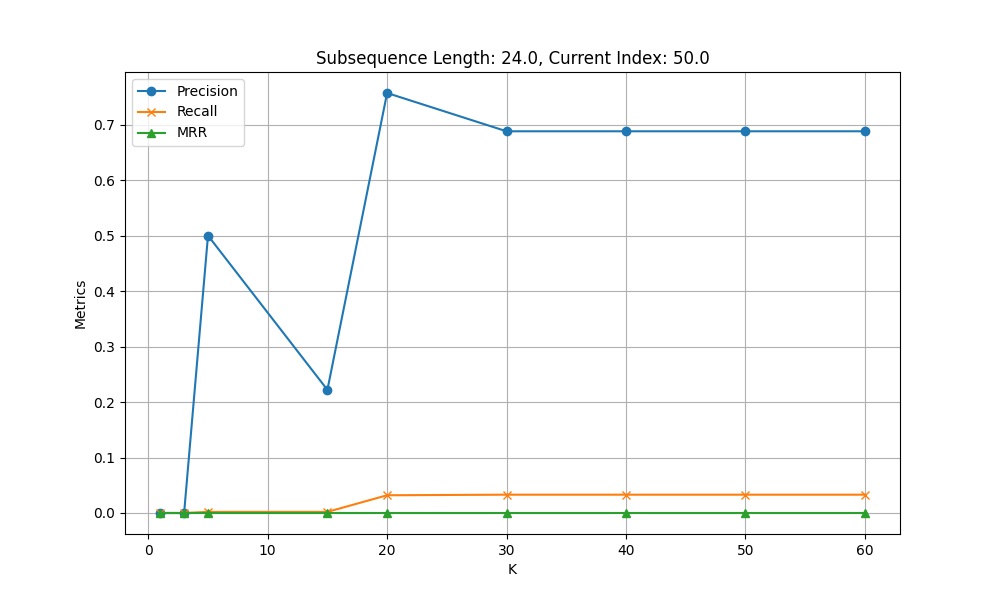 Subsequence Length: 24.0, Current Index: 50.0
Precision
Recall
MRR
0.7
0.6
0.5
0.4
0.3
0.2
0.1
0.0
Metrics
0 10 20 30 40 50 60
K